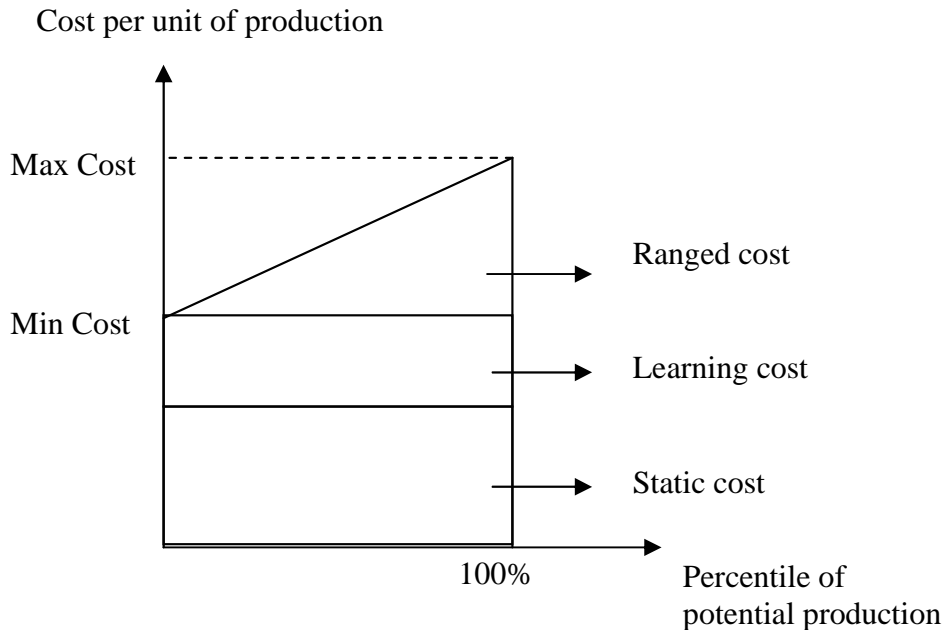 Cost per unit of production
Max Cost
Ranged cost
Min Cost
Learning cost
Static cost
100%
Percentile of
potential production